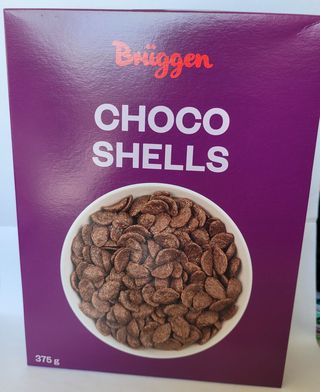 Brüggen
CHOCO
SHELLS
375 g